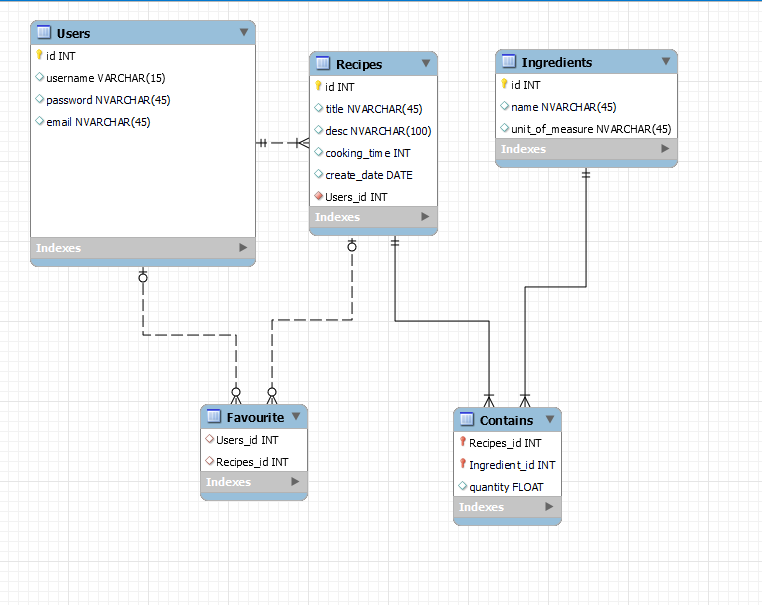 Users
id INT
username VARCHAR(15)
password NVARCHAR(45)
email NVARCHAR(45)
Indexes
Recipes
id INT
title NVARCHAR(45)
desc NVARCHAR(100)
cooking_time INT
create_date DATE
Users_id INT
Indexes
Ingredients
id INT
name NVARCHAR(45)
unit_of_measure NVARCHAR(45)
Indexes
Favourite
Users_id INT
Recipes_id INT
Indexes
Contains
Recipes_id INT
Ingredient_id INT
quantity FLOAT
Indexes